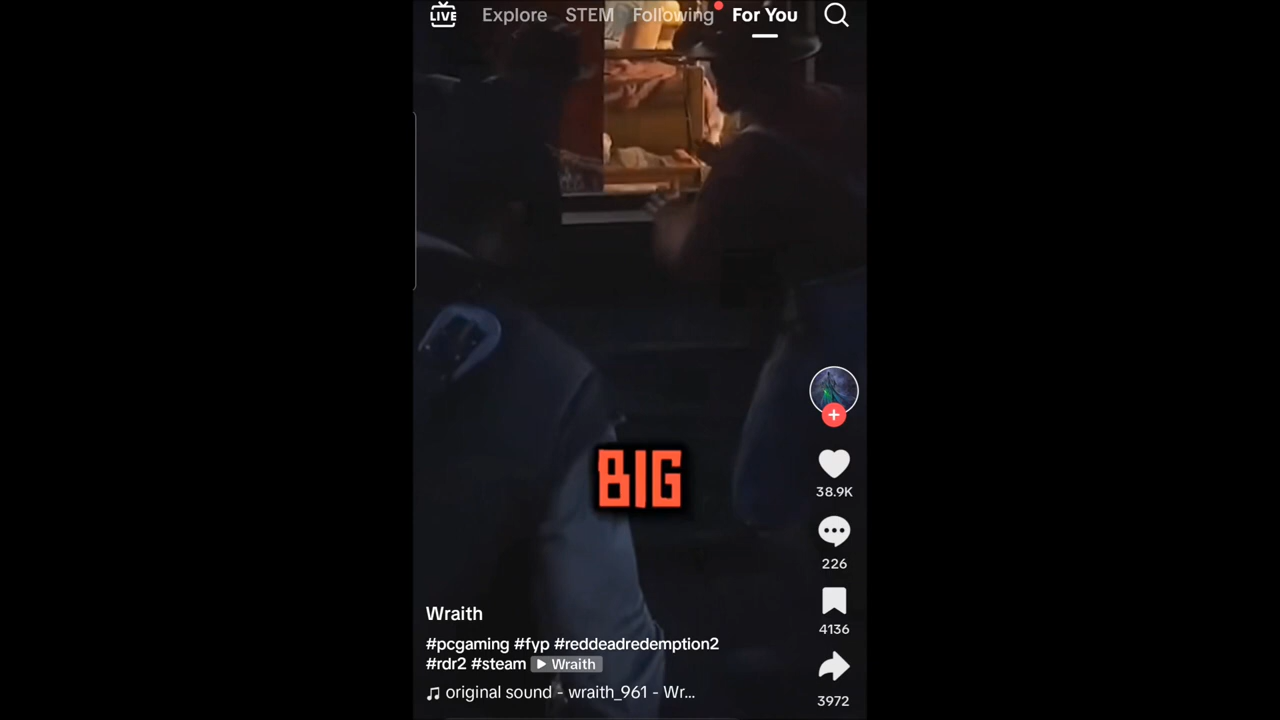 LIVE
Explore
STEM
Following
For You
BIG
38.9K
226
4136
3972
Wraith
#pcgaming #fyp #reddeadredemption2
#rdr2 #steam Wraith
original sound - wraith_961 - Wr...